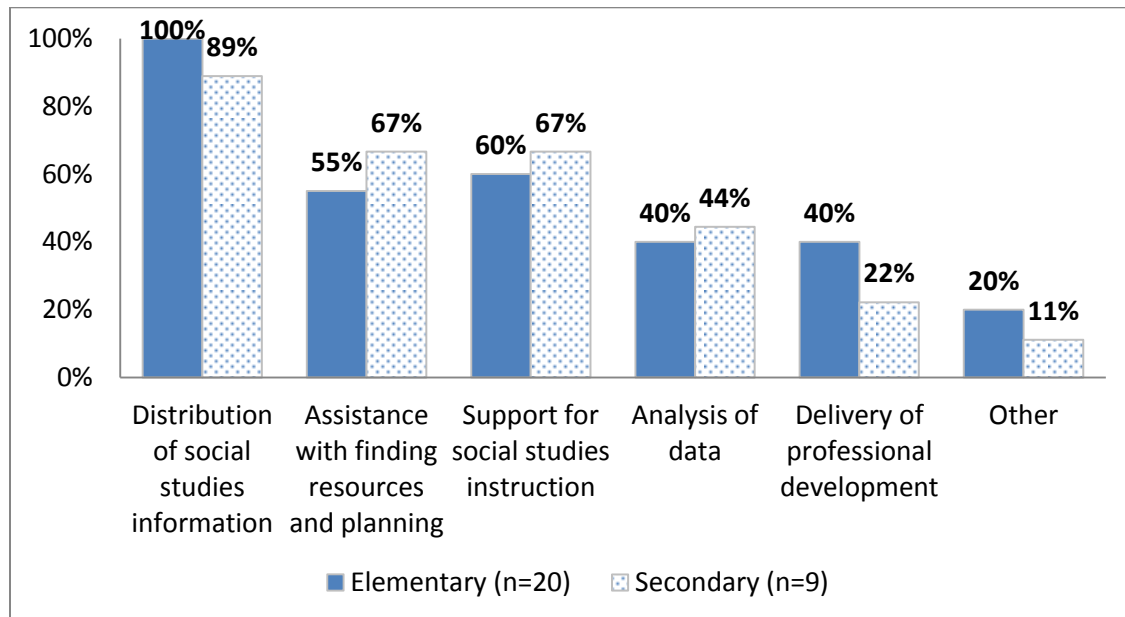 100%
89%
67%
67%
60%
55%
44%
40%
40%
22%
20%
11%
100%
80%
60%
40%
20%
0%
Distribution
of social
studies
information
Assistance
with finding
resources
and planning
Support for
social studies
instruction
Analysis of
data
Delivery of
professional
development
Other
Elementary (n=20)
Secondary (n=9)